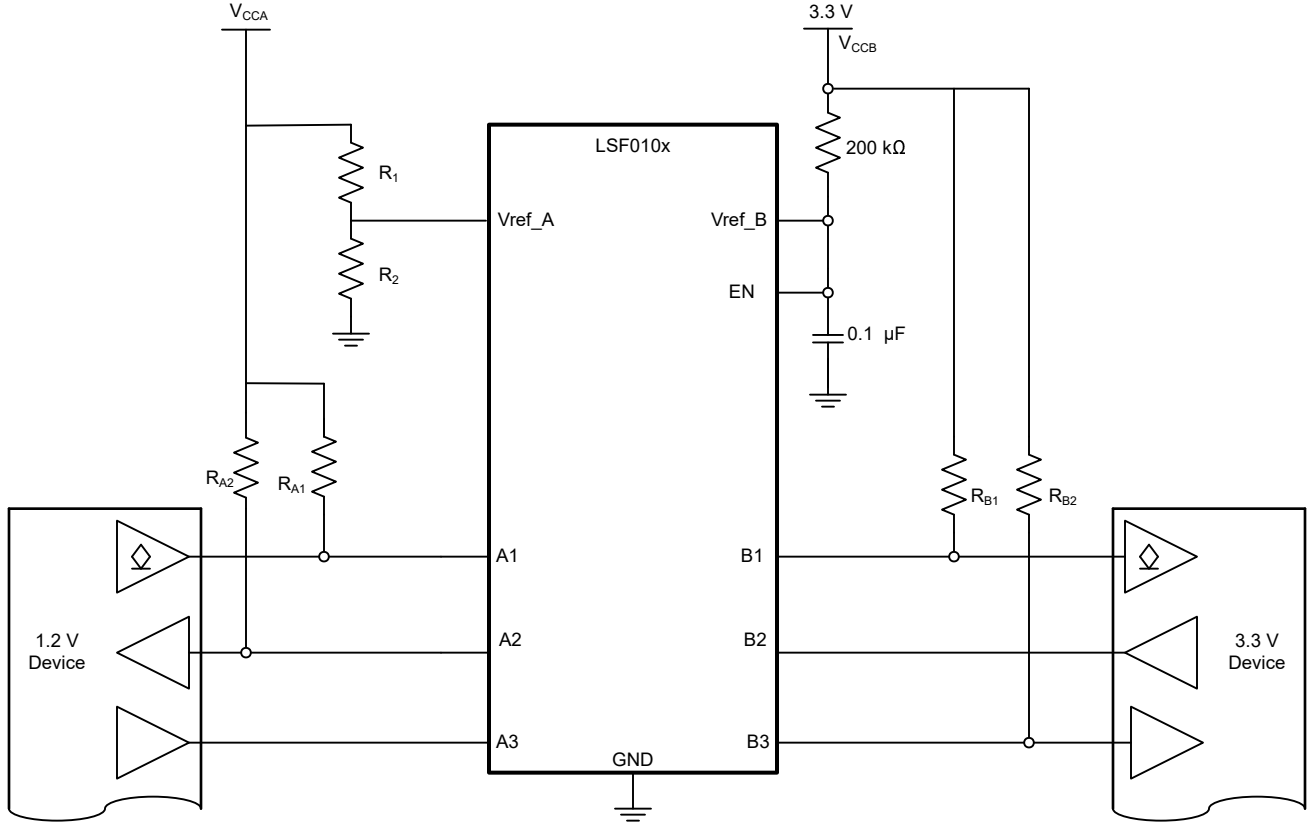 V_CCA
3.3 V
V_CCB
LSF010x
200 kΩ
R_1
Vref_A
Vref_B
R_2
EN
0.1 µF
R_A2
R_A1
R_B1
R_B2
A1
B1
1.2 V
Device
A2
B2
3.3 V
Device
A3
B3
GND